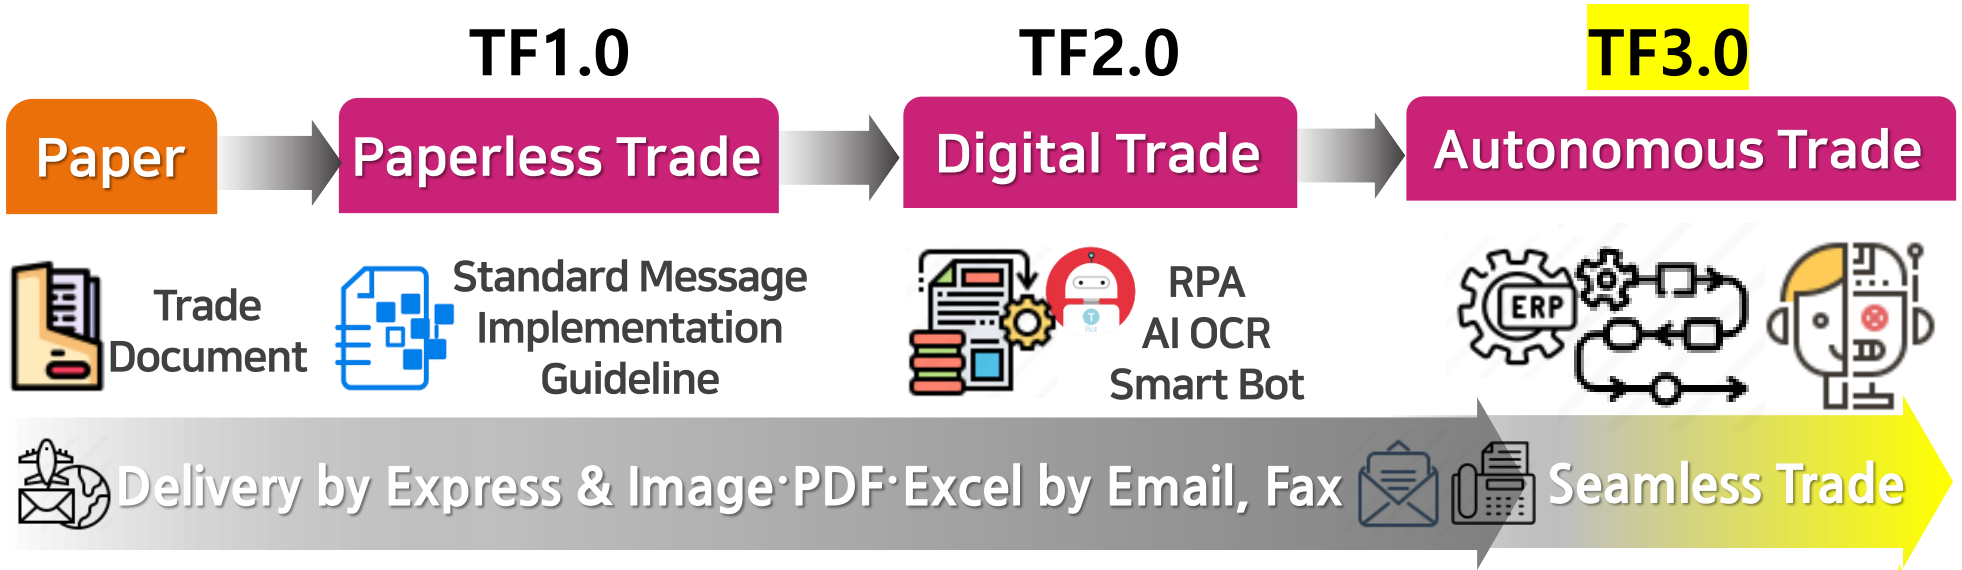 TF1.0
TF2.0
TF3.0
Paper
Paperless Trade
Digital Trade
Autonomous Trade
Trade
Document
Standard Message
Implementation
Guideline
T
Bot
RPA
AI OCR
Smart Bot
ERP
Delivery by Express & Image·PDF·Excel by Email, Fax
Seamless Trade